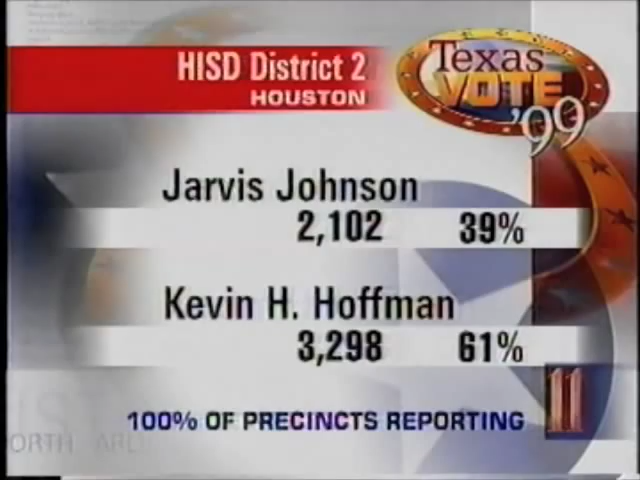 HISD District 2
HOUSTON
Texas
VOTE
'99
Jarvis Johnson
2,102 39%
Kevin H. Hoffman
3,298 61%
11
100% OF PRECINCTS REPORTING